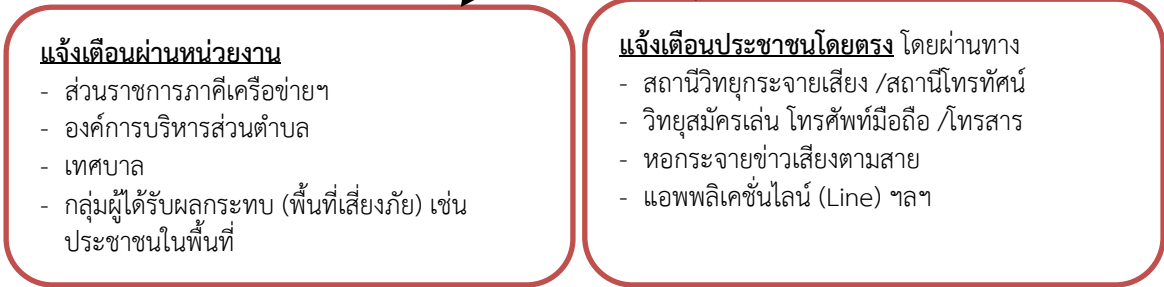 แจ้งเตือนผ่านหน่วยงาน
- ส่วนราชการภาคีเครือข่ายฯ
- องค์การบริหารส่วนตำบล
- เทศบาล
- กลุ่มผู้ได้รับผลกระทบ (พื้นที่เสี่ยงภัย) เช่น
ประชาชนในพื้นที่
แจ้งเตือนประชาชนโดยตรง โดยผ่านทาง
- สถานีวิทยุกระจายเสียง /สถานีโทรทัศน์
- วิทยุสมัครเล่น โทรศัพท์มือถือ /โทรสาร
- หอกระจายข่าวเสียงตามสาย
- แอพพลิเคชั่นไลน์ (Line) ฯลฯ